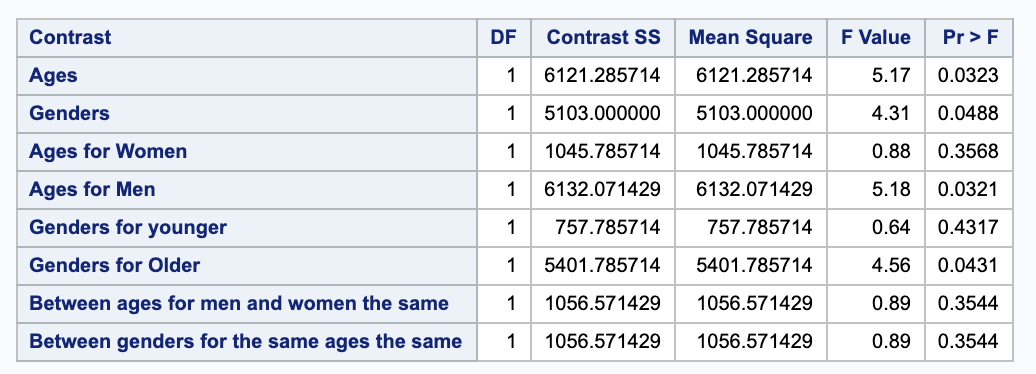 Contrast DF Contrast SS Mean Square F Value Pr > F
Ages 1 6121.285714 6121.285714 5.17 0.0323
Genders 1 5103.000000 5103.000000 4.31 0.0488
Ages for Women 1 1045.785714 1045.785714 0.88 0.3568
Ages for Men 1 6132.071429 6132.071429 5.18 0.0321
Genders for younger 1 757.785714 757.785714 0.64 0.4317
Genders for Older 1 5401.785714 5401.785714 4.56 0.0431
Between ages for men and women the same 1 1056.571429 1056.571429 0.89 0.3544
Between genders for the same ages the same 1 1056.571429 1056.571429 0.89 0.3544